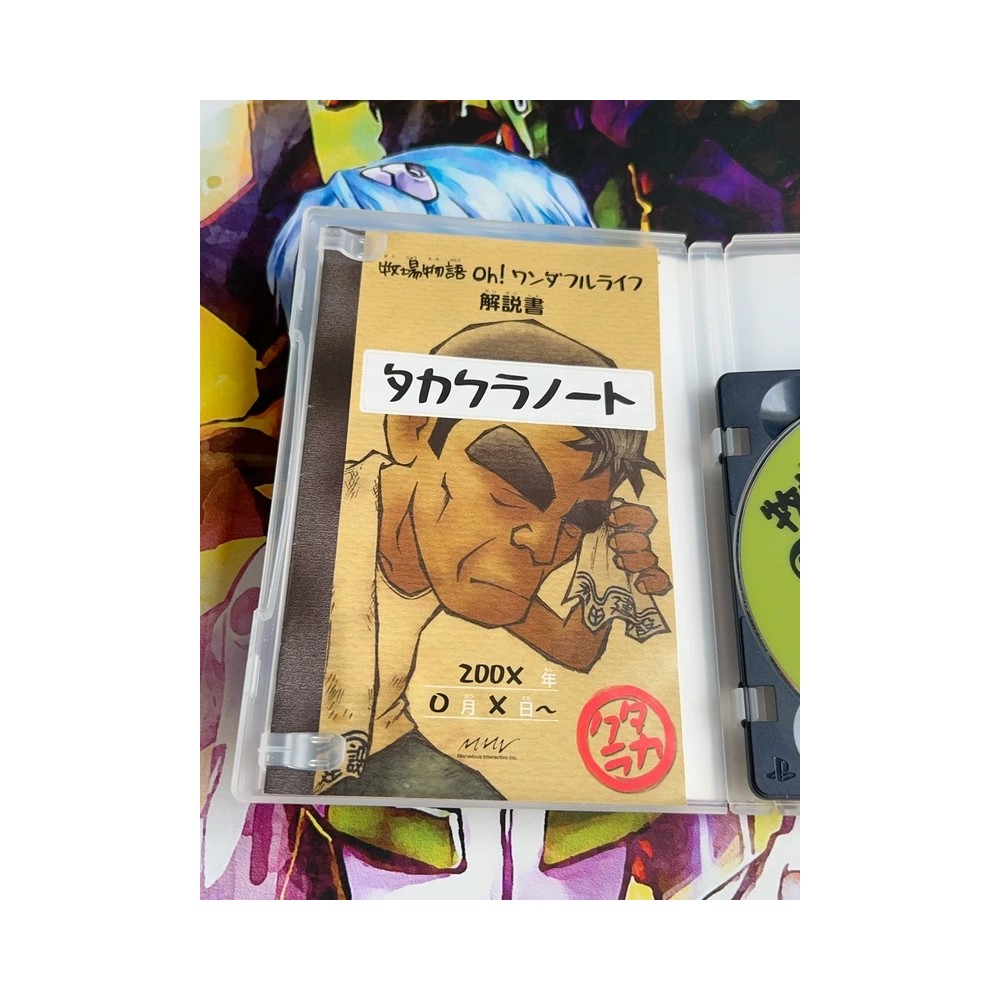 牧場物語 Oh! ワンダフルライフ
解説書
タカクラノート
200X 年
0 月 X 日~
Marvelous Interactive Inc.
タカクラ
牧